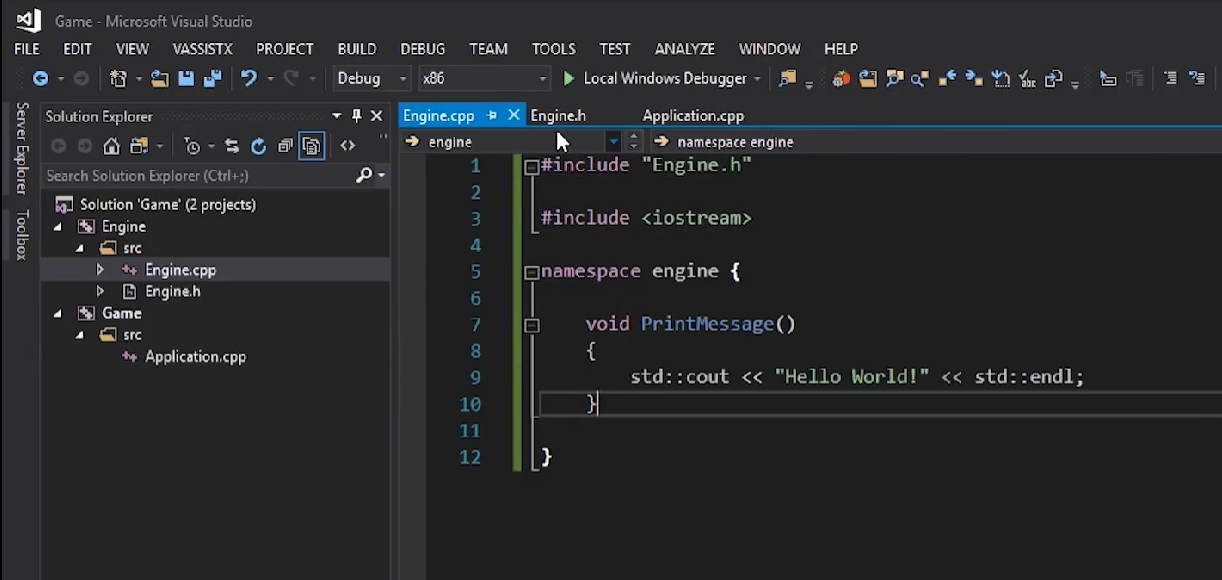 Game - Microsoft Visual Studio
FILE EDIT VIEW VASSISTX PROJECT BUILD DEBUG TEAM TOOLS TEST ANALYZE WINDOW HELP
Debug x86 Local Windows Debugger
Server Explorer
Toolbox
Solution Explorer
Search Solution Explorer (Ctrl+;)
Solution 'Game' (2 projects)
Engine
src
Engine.cpp
Engine.h
Game
src
Application.cpp
Engine.cpp Engine.h Application.cpp
engine namespace engine
1 #include "Engine.h"
2
3 #include <iostream>
4
5 namespace engine {
6
7 void PrintMessage()
8 {
9 std::cout << "Hello World!" << std::endl;
10 }
11
12 }